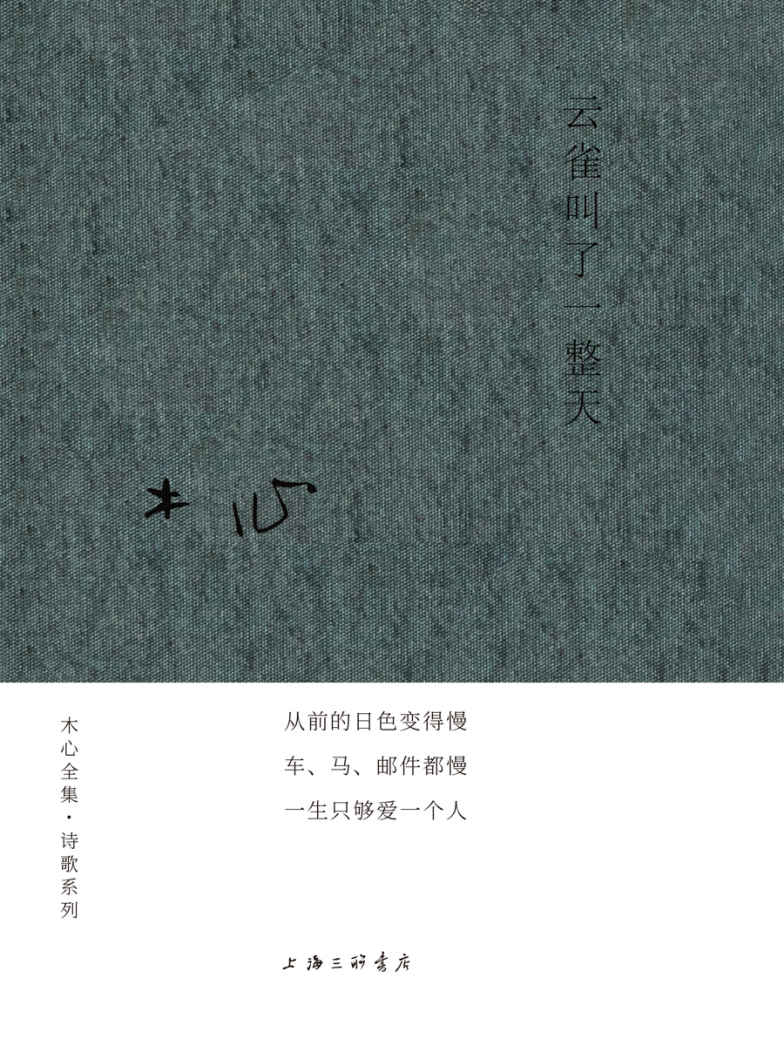 云雀叫了一整天
木心
从前的日色变得慢
车、马、邮件都慢
一生只够爱一个人
木心全集·诗歌系列
上海三联书店